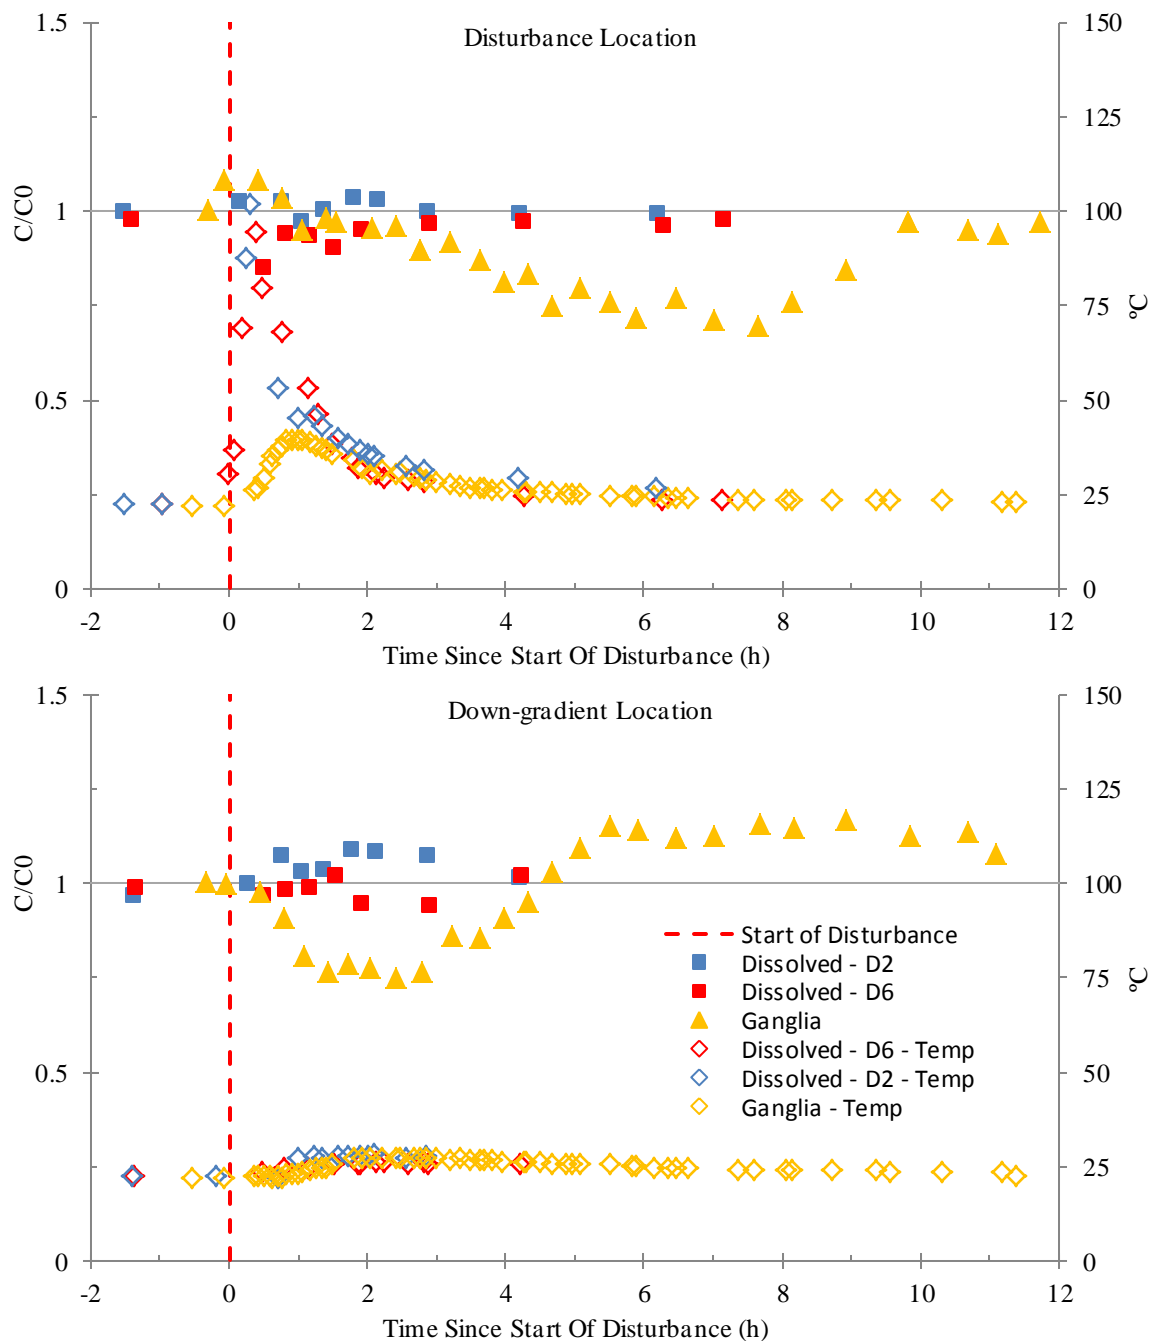 Disturbance Location
1.5
1
0.5
0
C/C0
150
125
100
75
50
25
0
ºC
-2 0 2 4 6 8 10 12
Time Since Start Of Disturbance (h)
Down-gradient Location
1.5
1
0.5
0
C/C0
150
125
100
75
50
25
0
ºC
Start of Disturbance
Dissolved - D2
Dissolved - D6
Ganglia
Dissolved - D6 - Temp
Dissolved - D2 - Temp
Ganglia - Temp
-2 0 2 4 6 8 10 12
Time Since Start Of Disturbance (h)